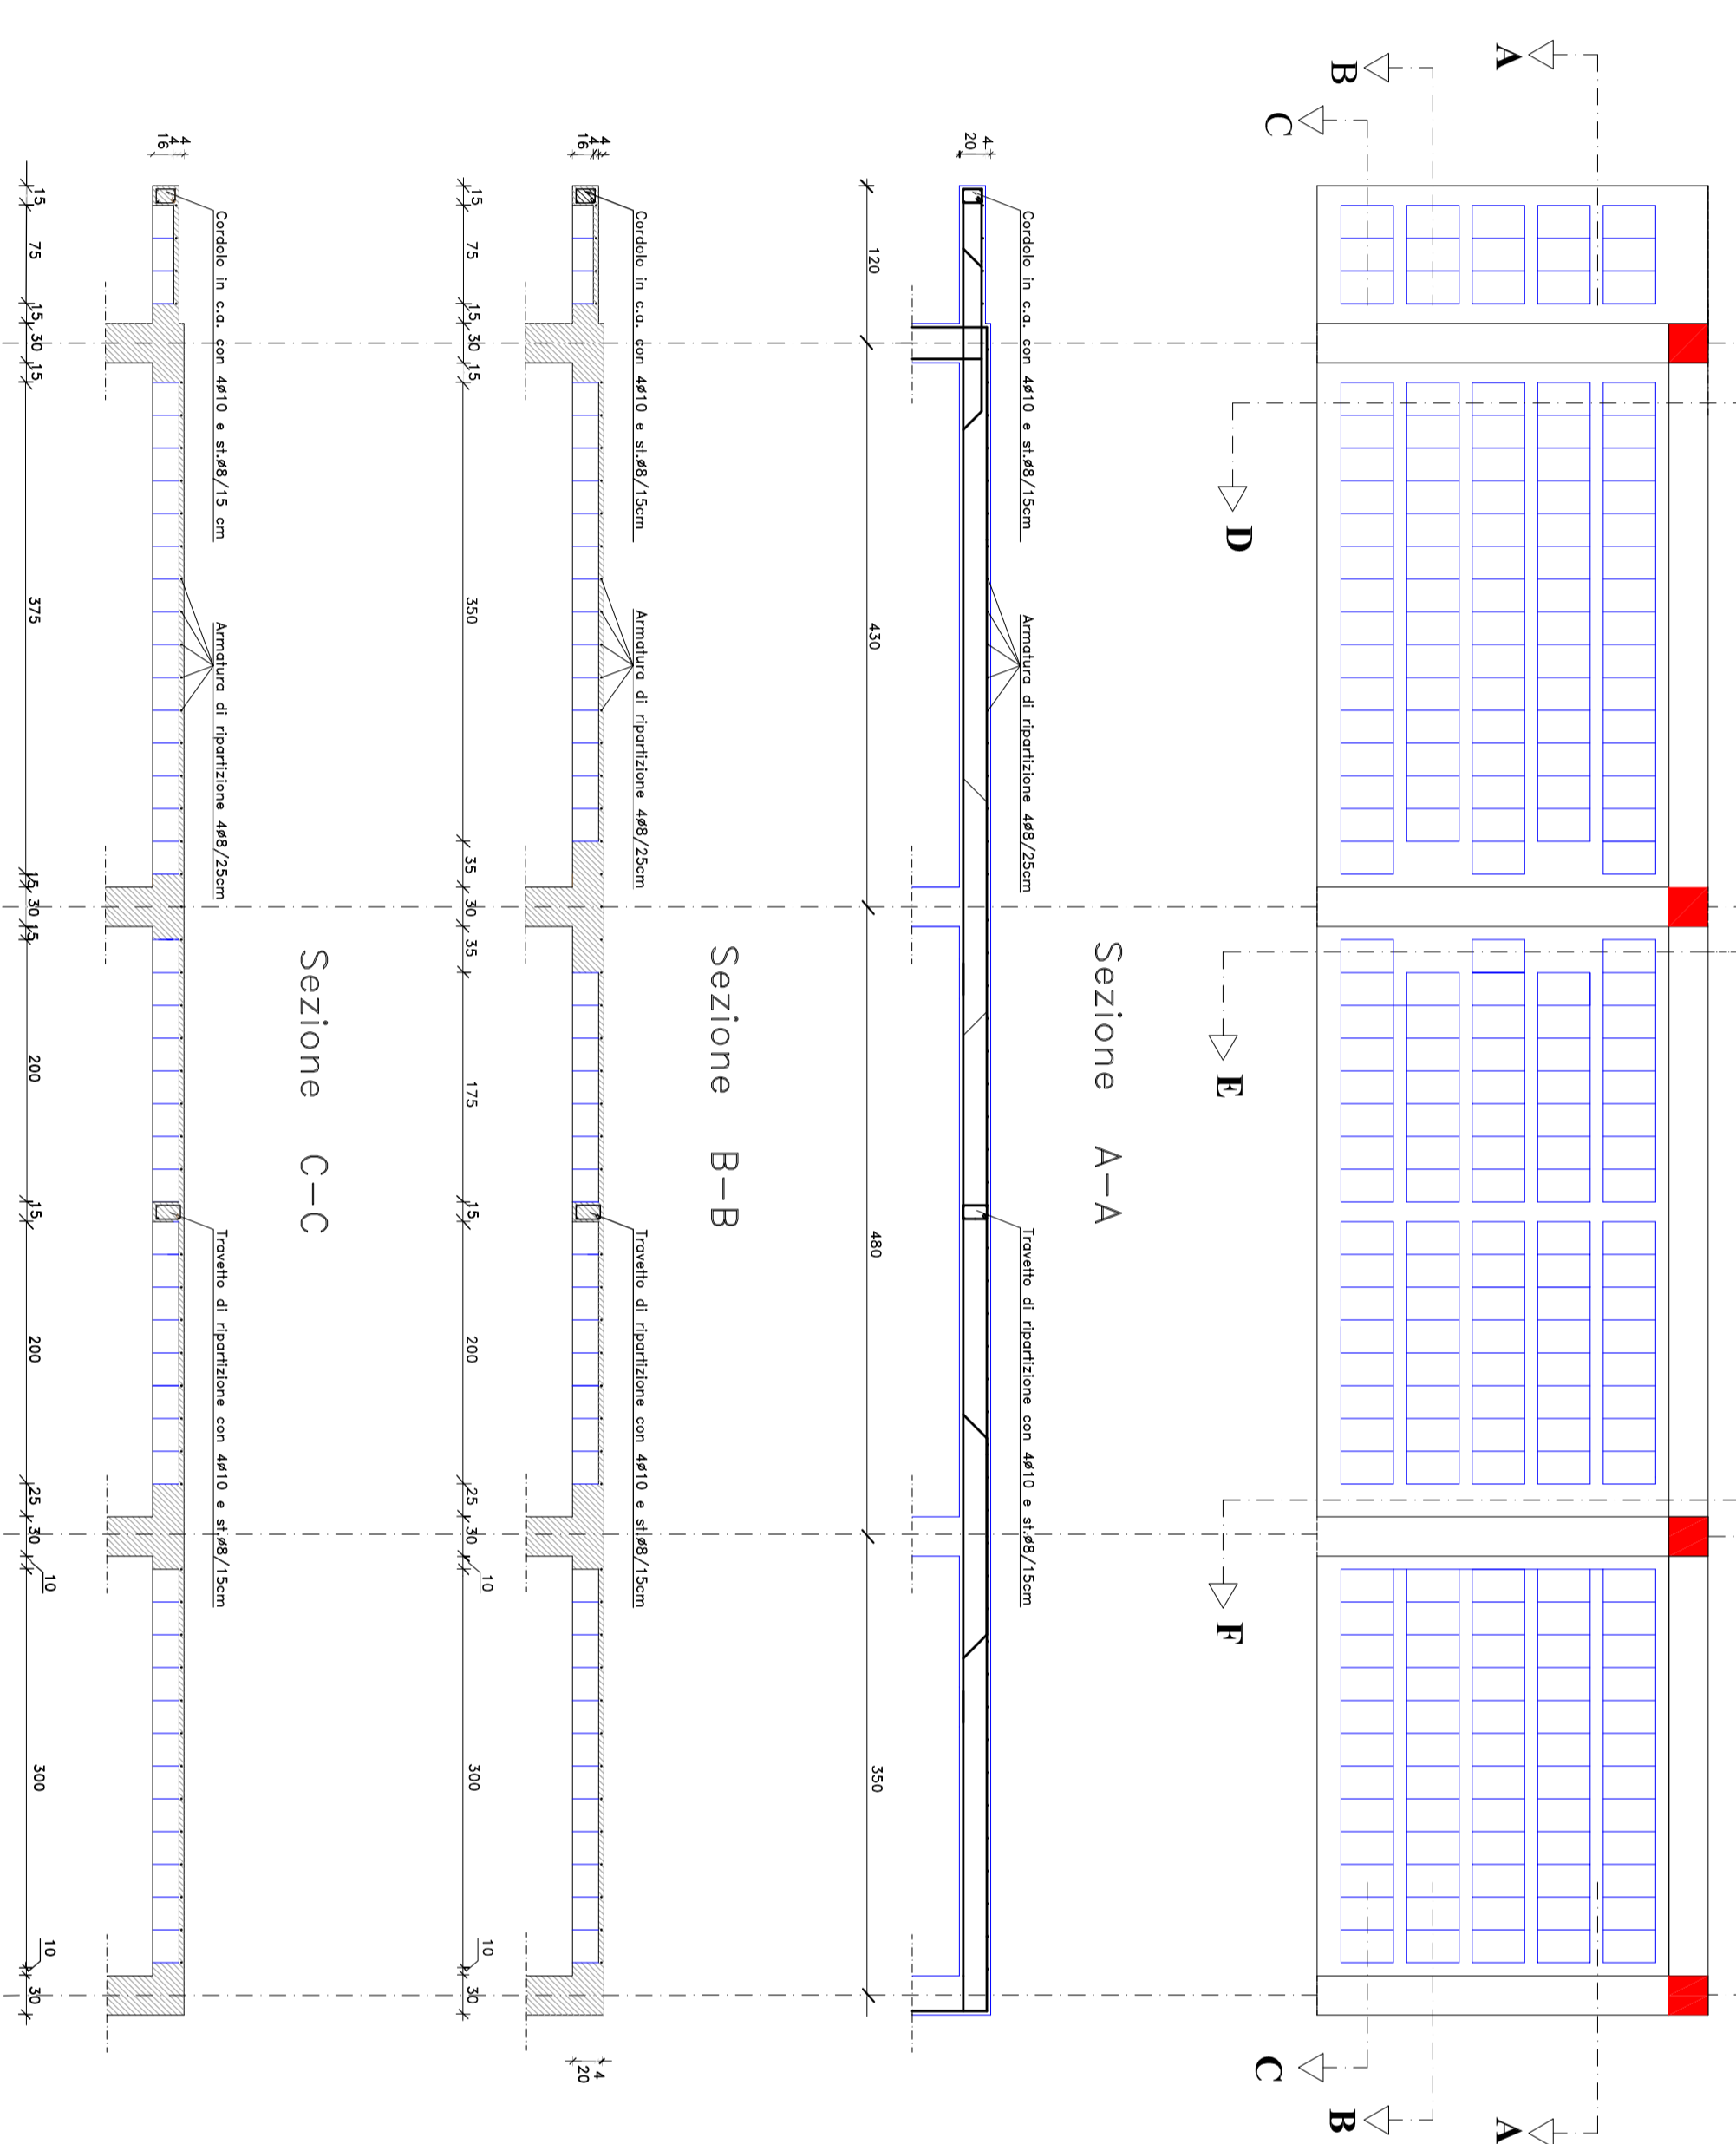 A
B
C
D
E
F
C
B
A
4
20
Cordolo in c.a. con 4ø10 e st.ø8/15cm
Armatura di ripartizione 4ø8/25cm
Travetto di ripartizione con 4ø10 e st.ø8/15cm
120 430 480 350
Sezione A-A
4
4
16
Cordolo in c.a. con 4ø10 e st.ø8/15cm
Armatura di ripartizione 4ø8/25cm
Travetto di ripartizione con 4ø10 e st.ø8/15cm
4
20
15 75 15 30 15 350 35 30 35 175 15 200 25 30 10 300 10 30
Sezione B-B
4
4
16
Cordolo in c.a. con 4ø10 e st.ø8/15 cm
Armatura di ripartizione 4ø8/25cm
Travetto di ripartizione con 4ø10 e st.ø8/15cm
15 75 15 30 15 375 15 30 15 200 15 200 25 30 10 300 10 30
Sezione C-C